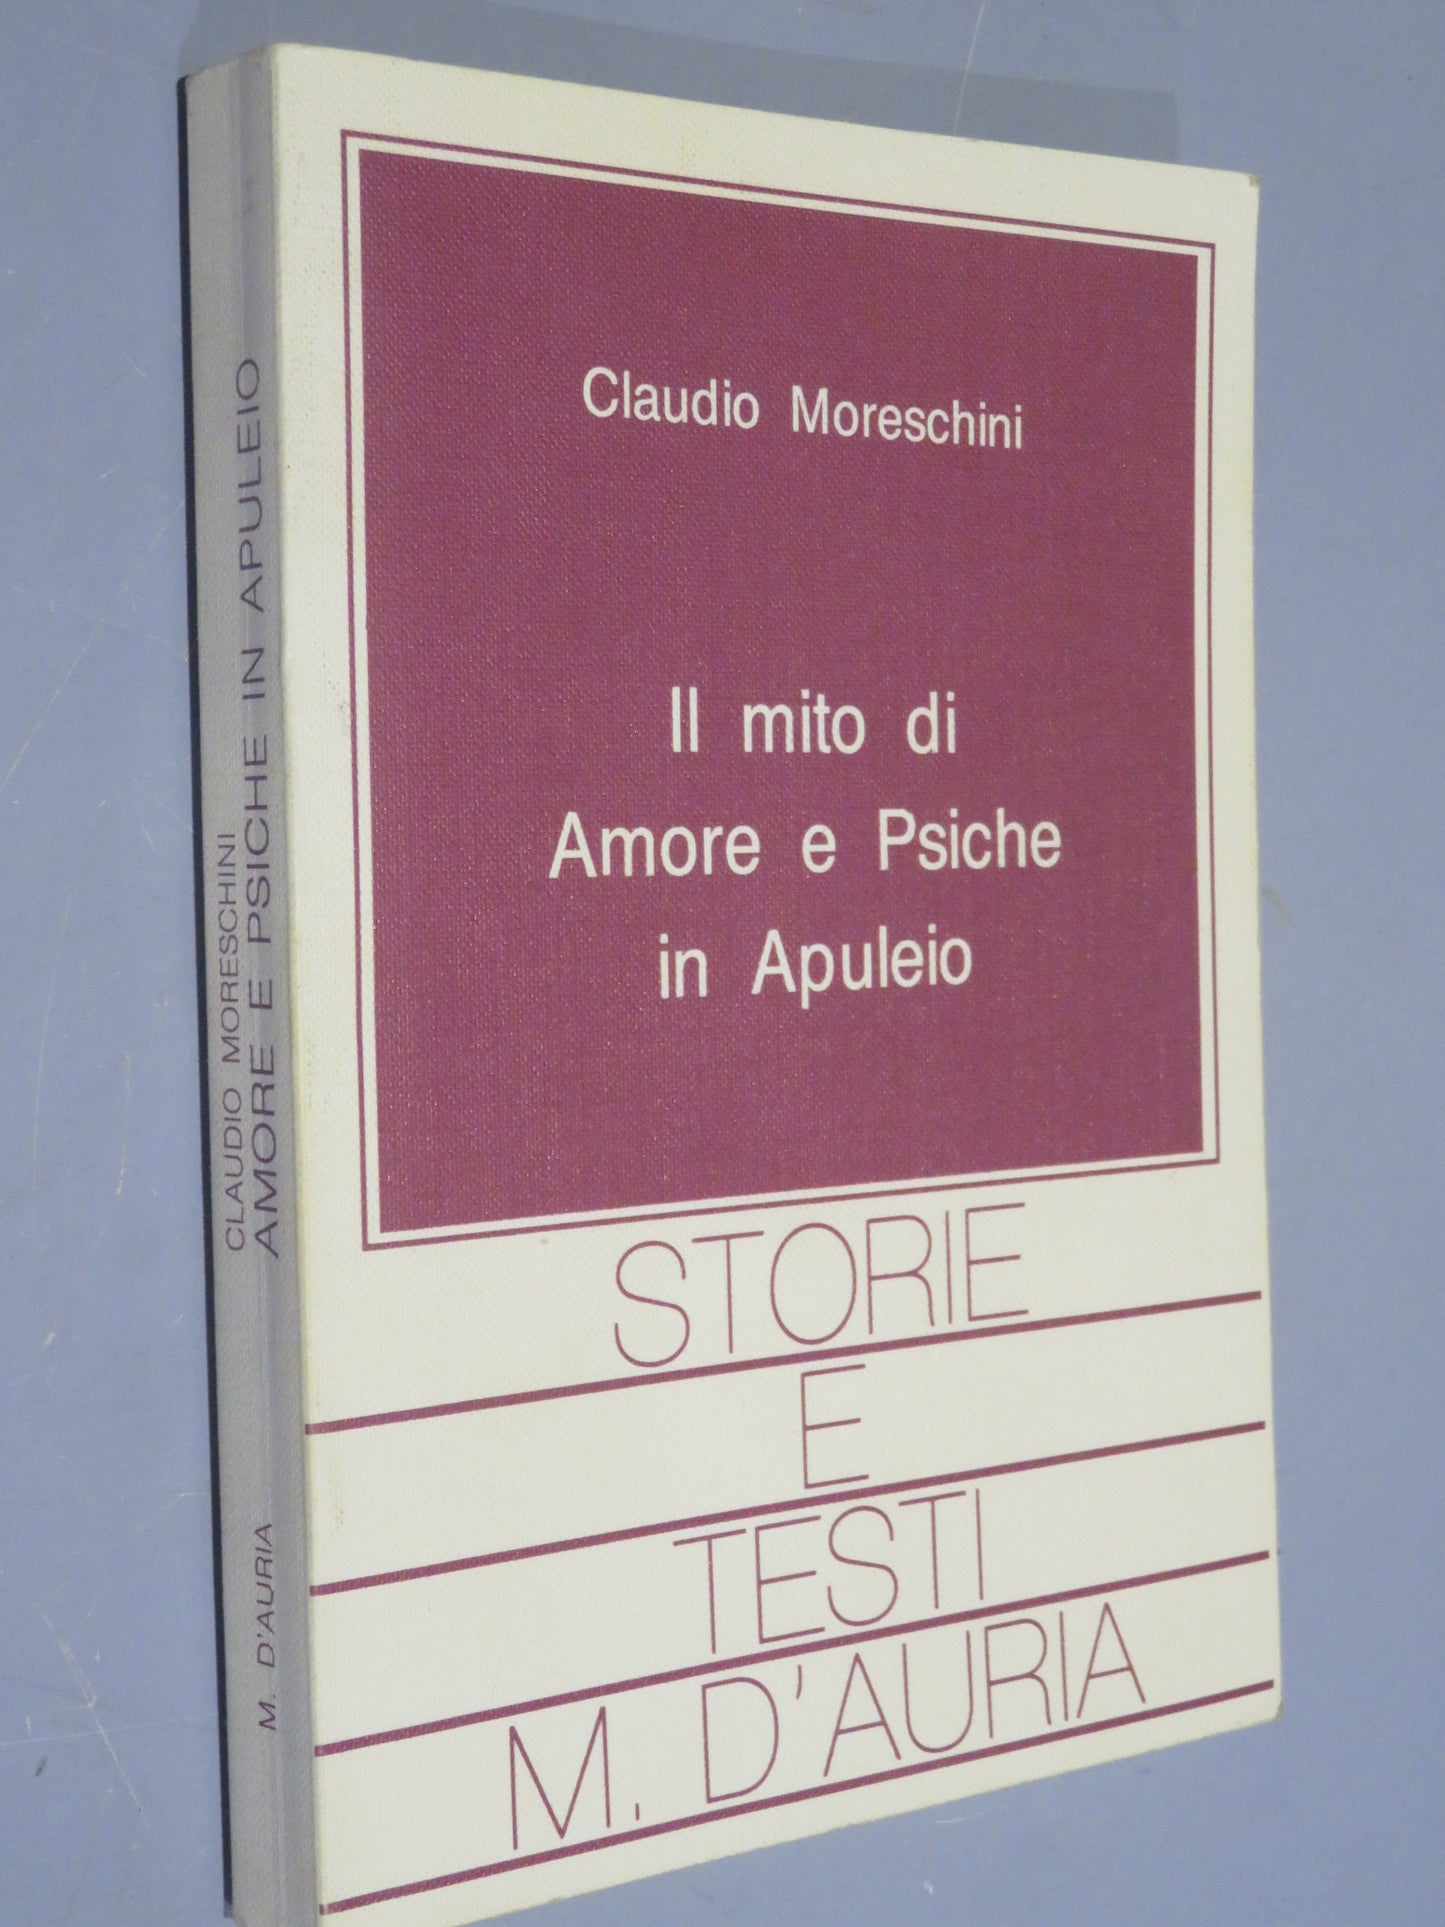 Claudio Moreschini
Il mito di
Amore e Psiche
in Apuleio
STORIE
E
TESTI
M. D'AURIA
CLAUDIO MORESCHINI
AMORE E PSICHE IN APULEIO
M. D'AURIA